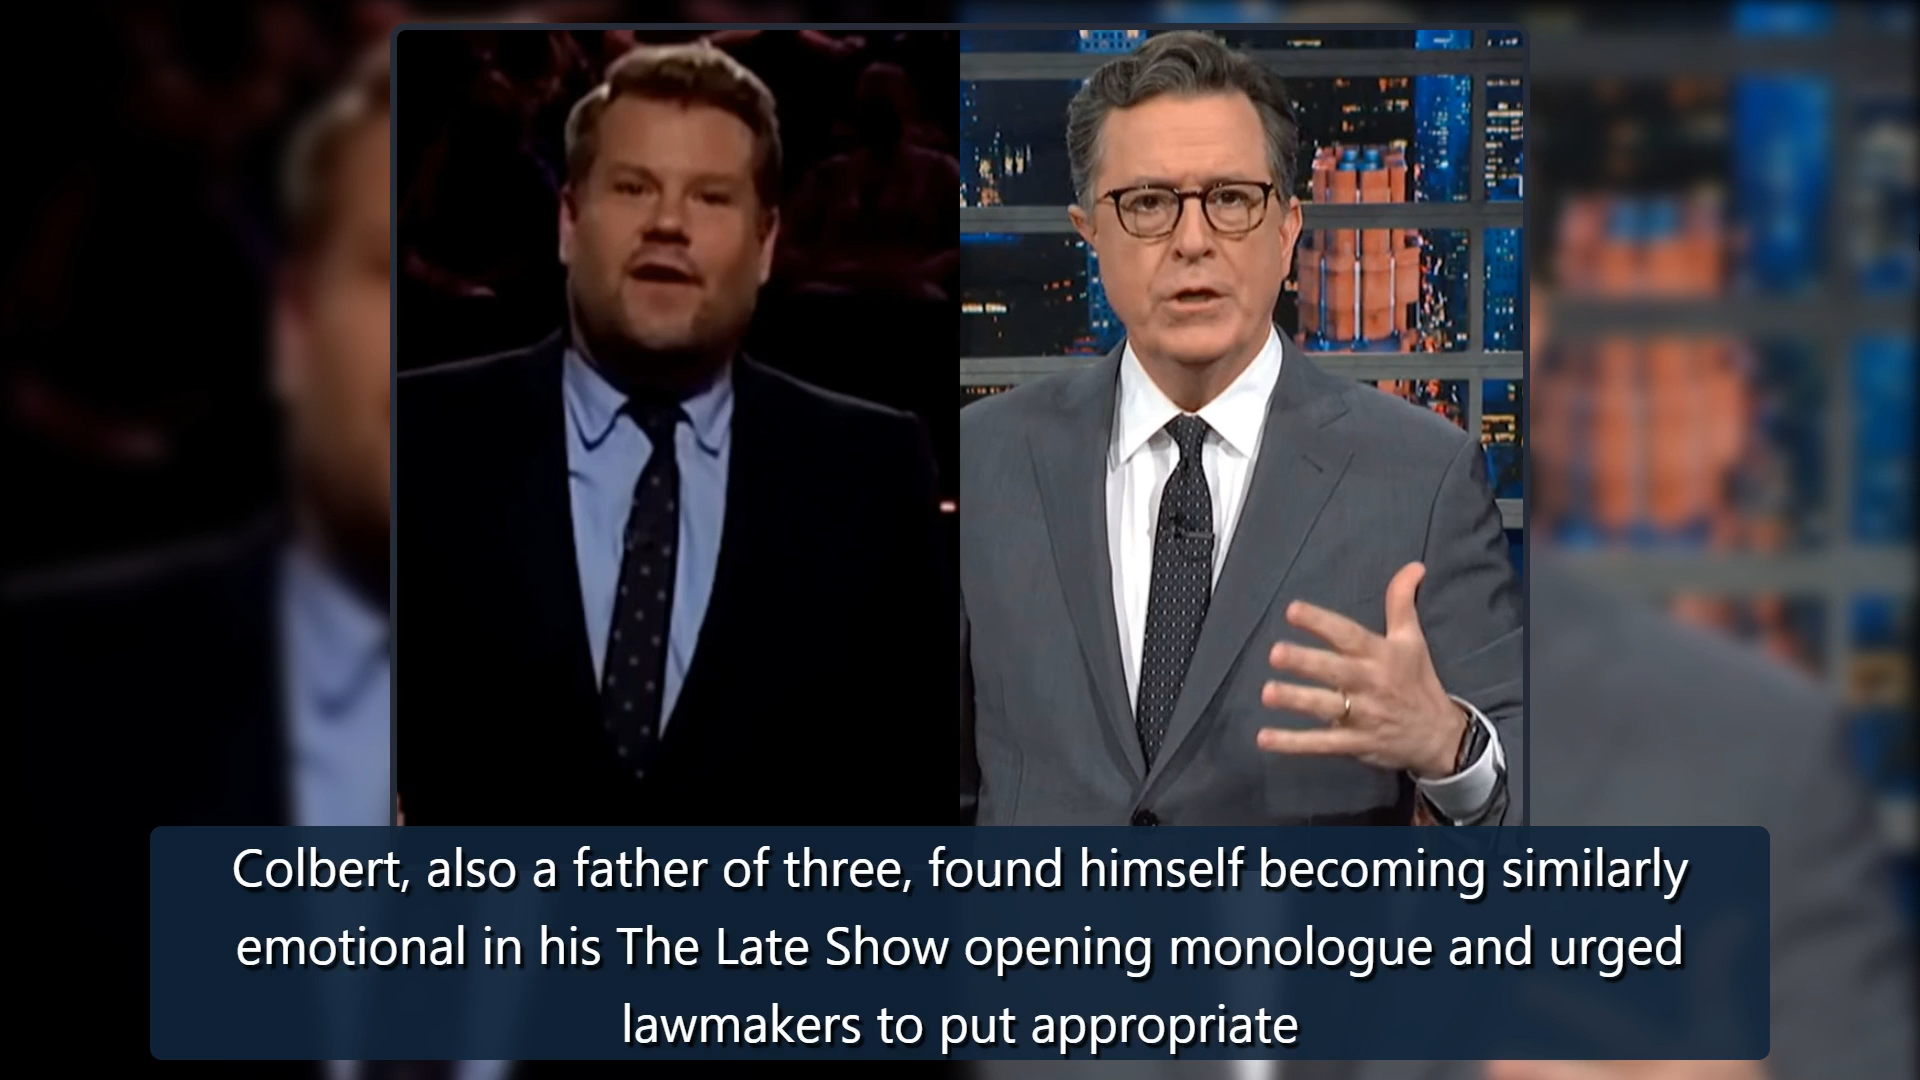 Colbert, also a father of three, found himself becoming similarly
emotional in his The Late Show opening monologue and urged
lawmakers to put appropriate